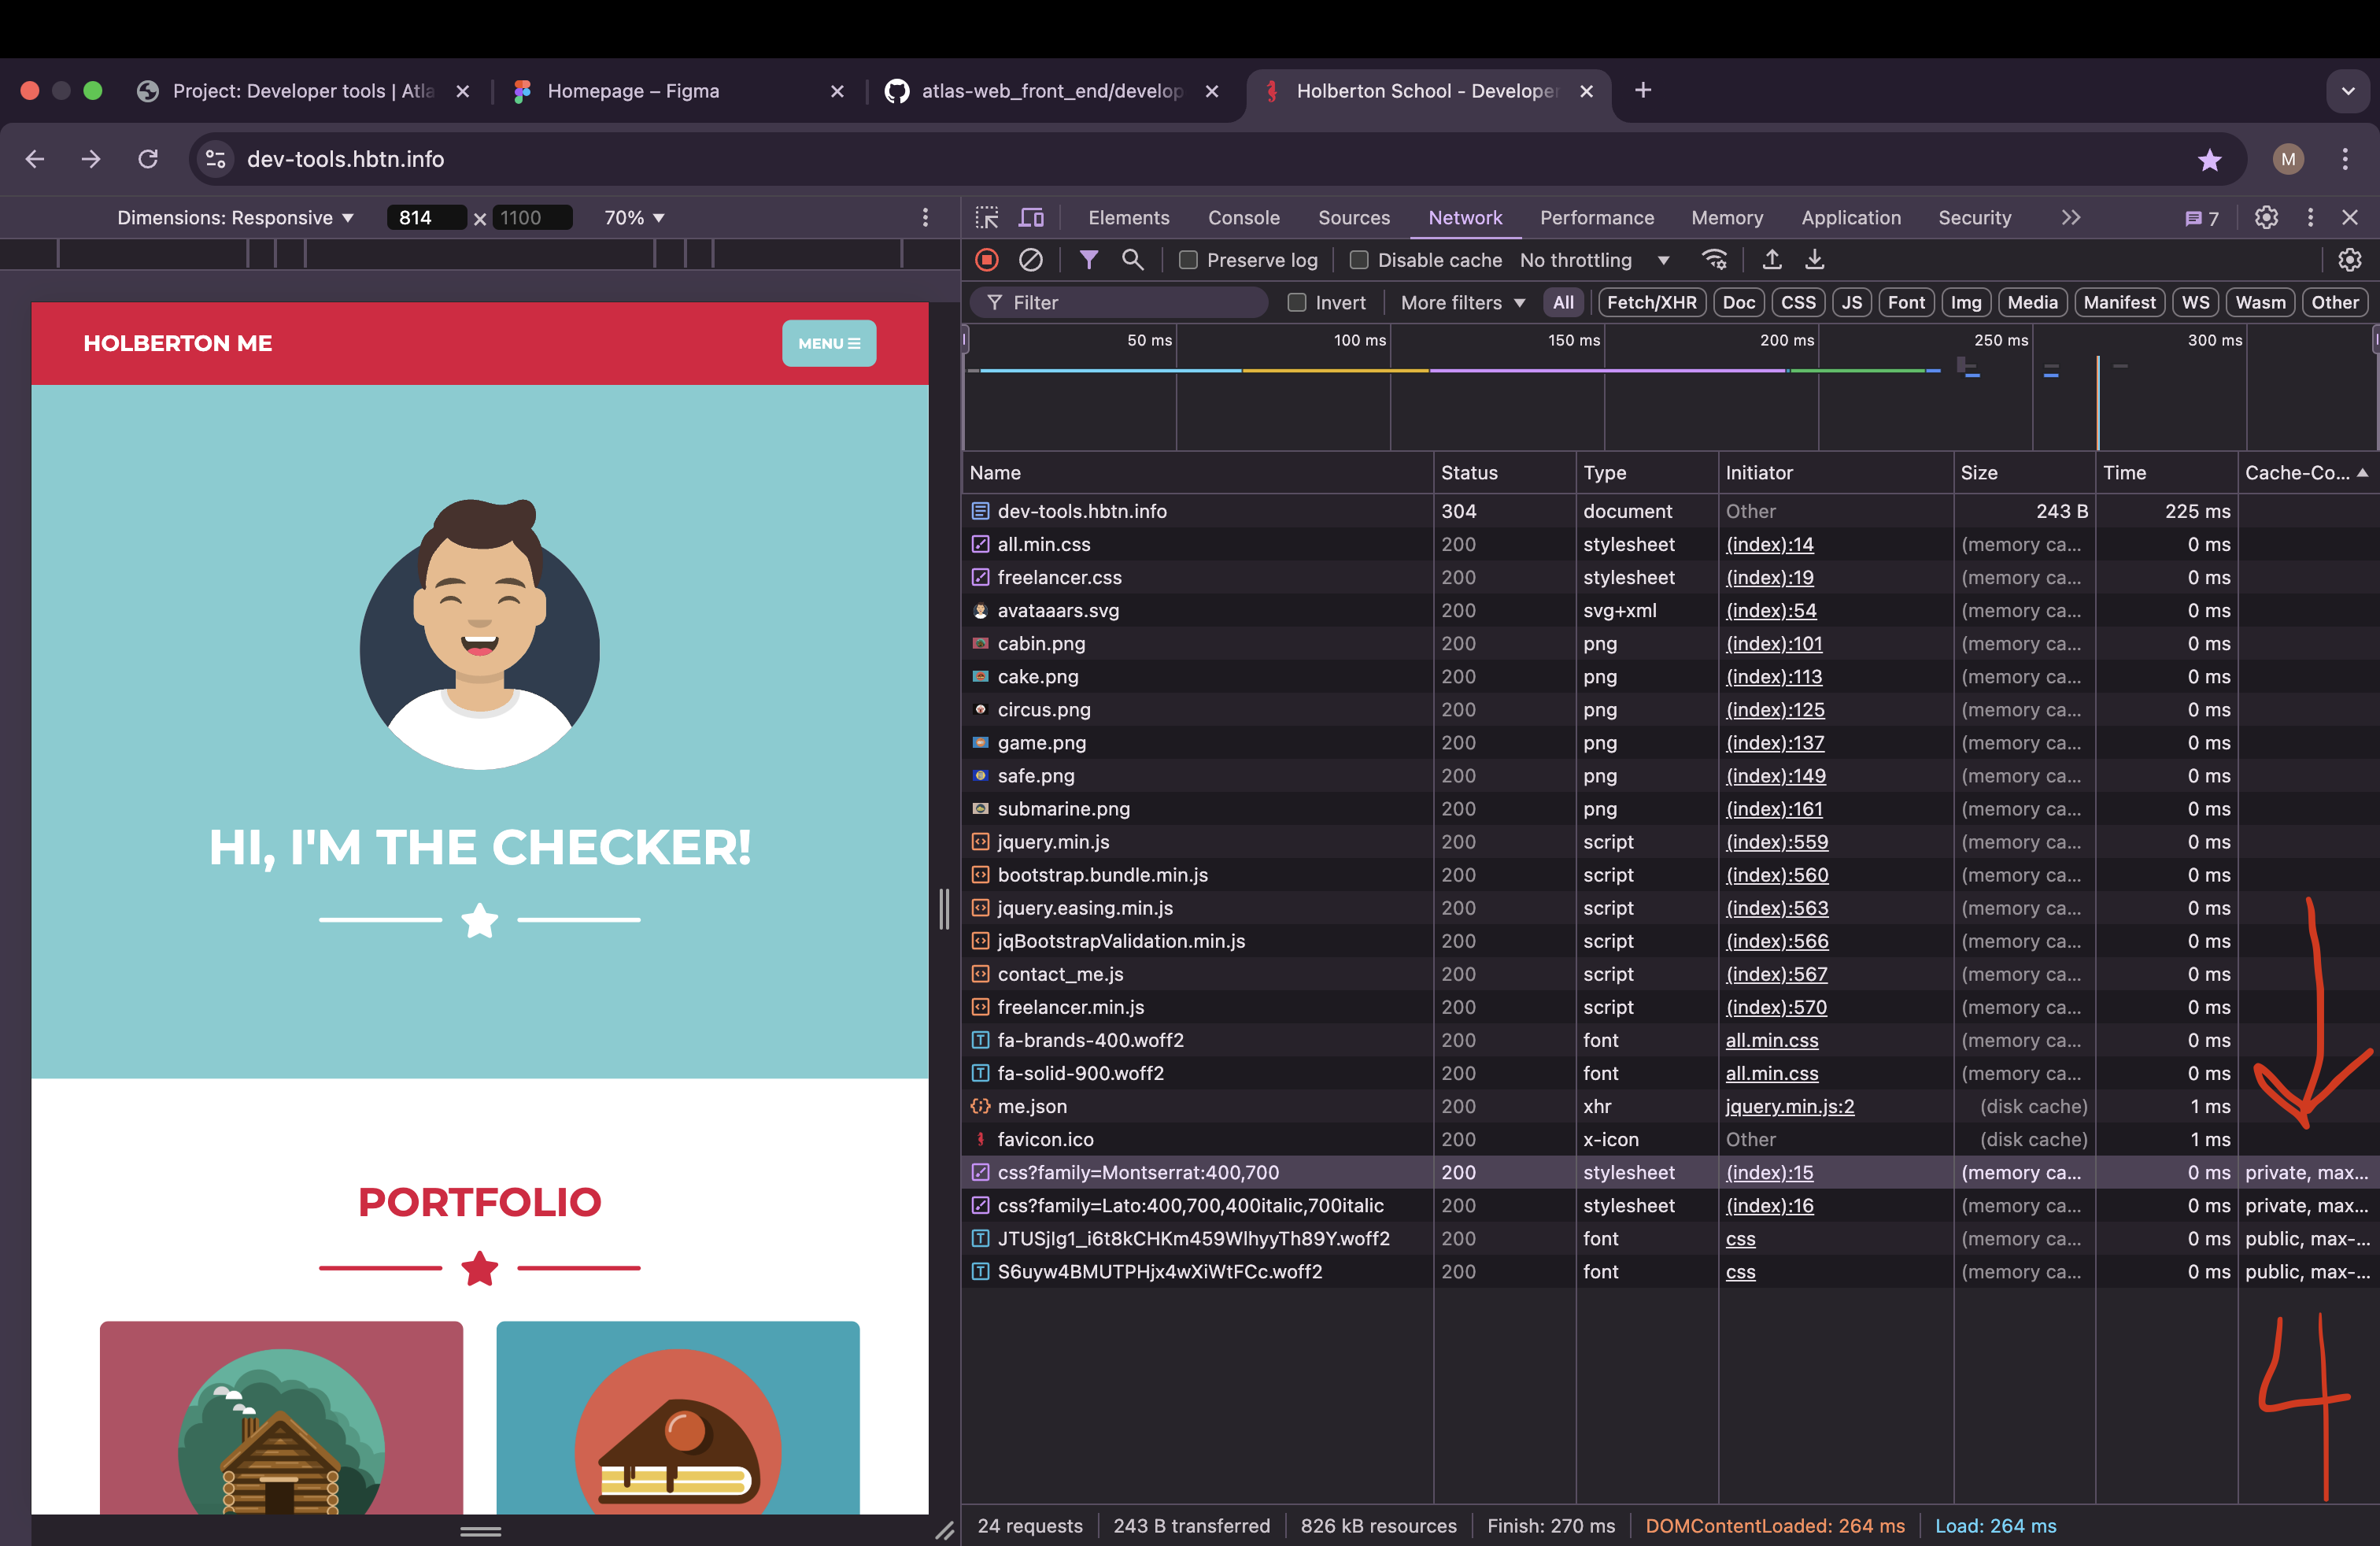 Project: Developer tools | Atla
Homepage – Figma
atlas-web_front_end/develop
Holberton School - Developer
dev-tools.hbtn.info
M
Dimensions: Responsive
814 × 1100
70%
Elements Console Sources Network Performance Memory Application Security
7
Preserve log
Disable cache
No throttling
Filter
Invert
More filters
All Fetch/XHR Doc CSS JS Font Img Media Manifest WS Wasm Other
50 ms 100 ms 150 ms 200 ms 250 ms 300 ms
HOLBERTON ME
MENU
HI, I'M THE CHECKER!
PORTFOLIO
Name Status Type Initiator Size Time Cache-Co...
dev-tools.hbtn.info 304 document Other 243 B 225 ms
all.min.css 200 stylesheet (index):14 (memory ca... 0 ms
freelancer.css 200 stylesheet (index):19 (memory ca... 0 ms
avataaars.svg 200 svg+xml (index):54 (memory ca... 0 ms
cabin.png 200 png (index):101 (memory ca... 0 ms
cake.png 200 png (index):113 (memory ca... 0 ms
circus.png 200 png (index):125 (memory ca... 0 ms
game.png 200 png (index):137 (memory ca... 0 ms
safe.png 200 png (index):149 (memory ca... 0 ms
submarine.png 200 png (index):161 (memory ca... 0 ms
jquery.min.js 200 script (index):559 (memory ca... 0 ms
bootstrap.bundle.min.js 200 script (index):560 (memory ca... 0 ms
jquery.easing.min.js 200 script (index):563 (memory ca... 0 ms
jqBootstrapValidation.min.js 200 script (index):566 (memory ca... 0 ms
contact_me.js 200 script (index):567 (memory ca... 0 ms
freelancer.min.js 200 script (index):570 (memory ca... 0 ms
fa-brands-400.woff2 200 font all.min.css (memory ca... 0 ms
fa-solid-900.woff2 200 font all.min.css (memory ca... 0 ms
me.json 200 xhr jquery.min.js:2 (disk cache) 1 ms
favicon.ico 200 x-icon Other (disk cache) 1 ms
css?family=Montserrat:400,700 200 stylesheet (index):15 (memory ca... 0 ms private, max...
css?family=Lato:400,700,400italic,700italic 200 stylesheet (index):16 (memory ca... 0 ms private, max...
JTUSjIg1_i6t8kCHKm459WlhyyTh89Y.woff2 200 font css (memory ca... 0 ms public, max-...
S6uyw4BMUTPHjx4wXiWtFCc.woff2 200 font css (memory ca... 0 ms public, max-...
4
24 requests 243 B transferred 826 kB resources Finish: 270 ms DOMContentLoaded: 264 ms Load: 264 ms